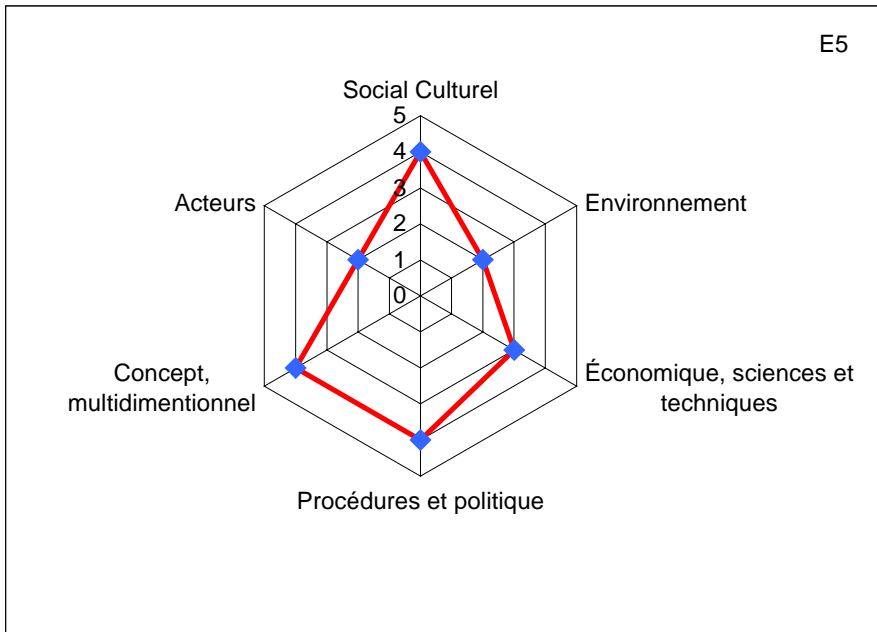 E5
Social Culturel
5
4
3
2
1
0
Acteurs
Environnement
Concept,
multidimentionnel
Économique, sciences et
techniques
Procédures et politique